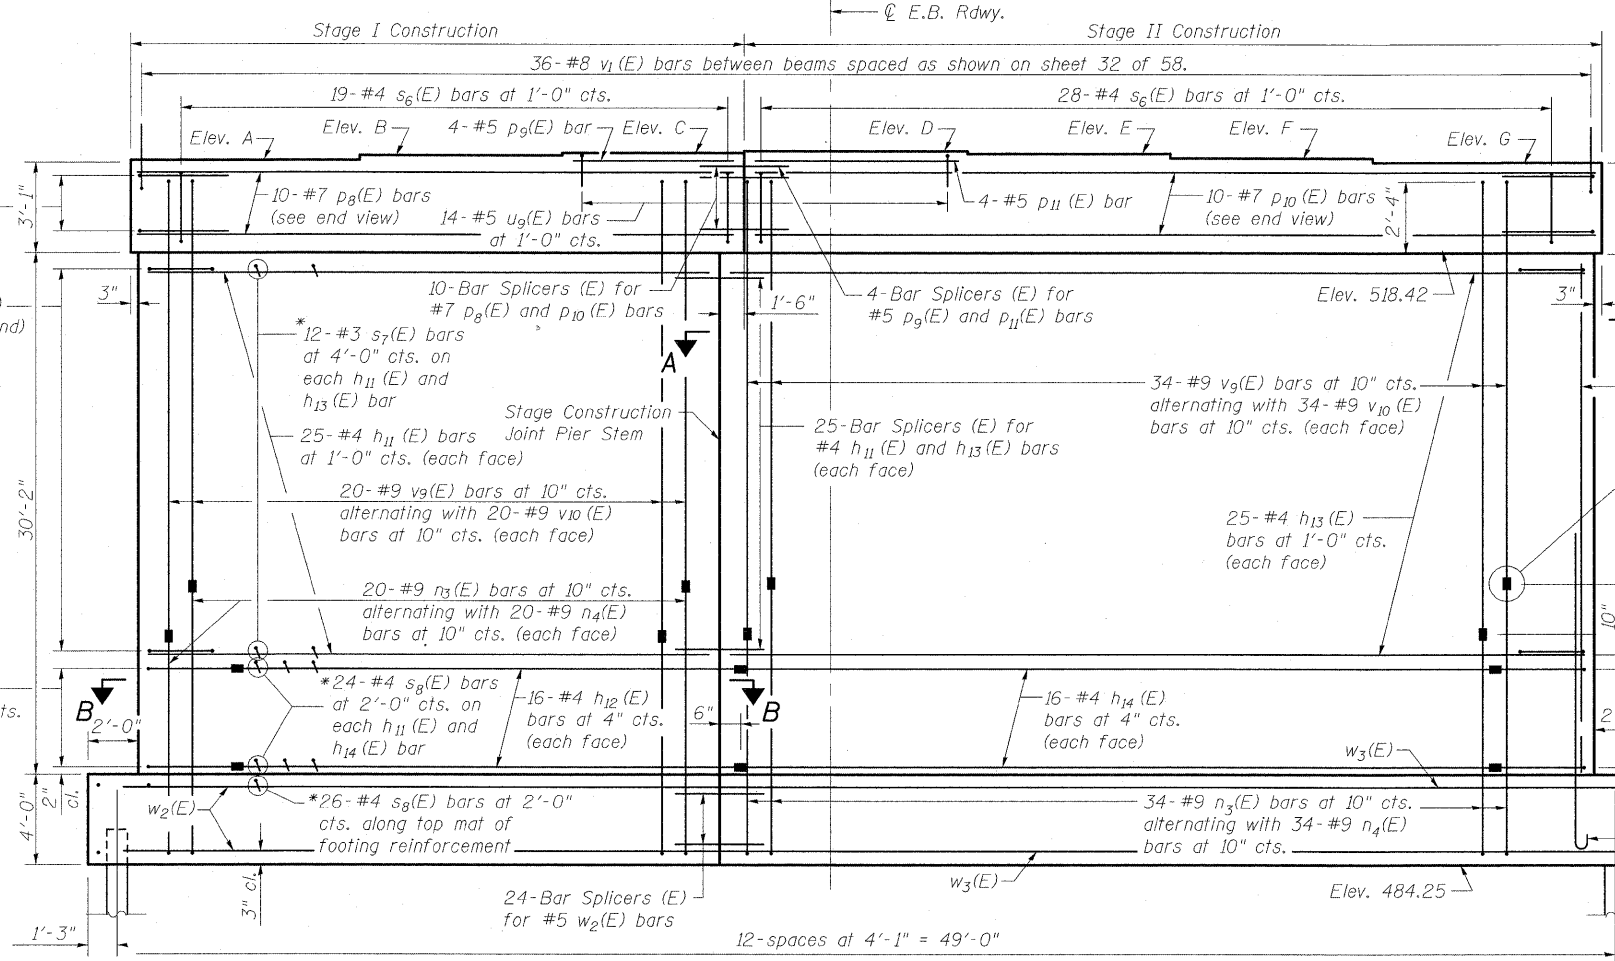 ℄ E.B. Rdwy.
Stage I Construction
Stage II Construction
36-#8 v1(E) bars between beams spaced as shown on sheet 32 of 58.
19-#4 s6(E) bars at 1'-0" cts.
28-#4 s6(E) bars at 1'-0" cts.
Elev. A
Elev. B
4-#5 p9(E) bar
Elev. C
Elev. D
Elev. E
Elev. F
Elev. G
3'-1"
10-#7 p8(E) bars
(see end view)
14-#5 u9(E) bars
at 1'-0" cts.
4-#5 p11(E) bar
10-#7 p10(E) bars
(see end view)
2'-4"
3"
10-Bar Splicers (E) for
#7 p8(E) and p10(E) bars
1'-6"
4-Bar Splicers (E) for
#5 p9(E) and p11(E) bars
Elev. 518.42
3"
nd)
*12-#3 s7(E) bars
at 4'-0" cts. on
each h11(E) and
h13(E) bar
A
Stage Construction
Joint Pier Stem
34-#9 v9(E) bars at 10" cts.
alternating with 34-#9 v10(E)
bars at 10" cts. (each face)
25-#4 h11(E) bars
at 1'-0" cts. (each face)
25-Bar Splicers (E) for
#4 h11(E) and h13(E) bars
(each face)
30'-2"
20-#9 v9(E) bars at 10" cts.
alternating with 20-#9 v10(E)
bars at 10" cts. (each face)
25-#4 h13(E)
bars at 1'-0" cts.
(each face)
20-#9 n3(E) bars at 10" cts.
alternating with 20-#9 n4(E)
bars at 10" cts. (each face)
10"
ts.
B
2'-0"
*24-#4 s8(E) bars
at 2'-0" cts. on
each h11(E) and
h14(E) bar
16-#4 h12(E)
bars at 4" cts.
(each face)
6"
B
16-#4 h14(E)
bars at 4" cts.
(each face)
2
w3(E)
4'-0"
2" cl.
w2(E)
*26-#4 s8(E) bars at 2'-0"
cts. along top mat of
footing reinforcement
34-#9 n3(E) bars at 10" cts.
alternating with 34-#9 n4(E)
bars at 10" cts.
3" cl.
24-Bar Splicers (E)
for #5 w2(E) bars
w3(E)
Elev. 484.25
1'-3"
12-spaces at 4'-1" = 49'-0"